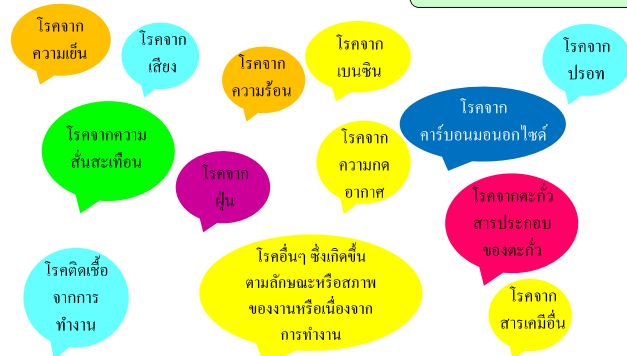 โรคจาก
ความเย็น
โรคจาก
เสียง
โรคจาก
ความร้อน
โรคจาก
เบนซิน
โรคจาก
ปรอท
โรคจากความ
สั่นสะเทือน
โรคจาก
ฝุ่น
โรคจาก
ความกด
อากาศ
โรคจาก
คาร์บอนมอนอกไซด์
โรคจากตะกั่ว
สารประกอบ
ของตะกั่ว
โรคติดเชื้อ
จากการ
ทำงาน
โรคอื่นๆ ซึ่งเกิดขึ้น
ตามลักษณะหรือสภาพ
ของงานหรือเนื่องจาก
การทำงาน
โรคจาก
สารเคมีอื่น